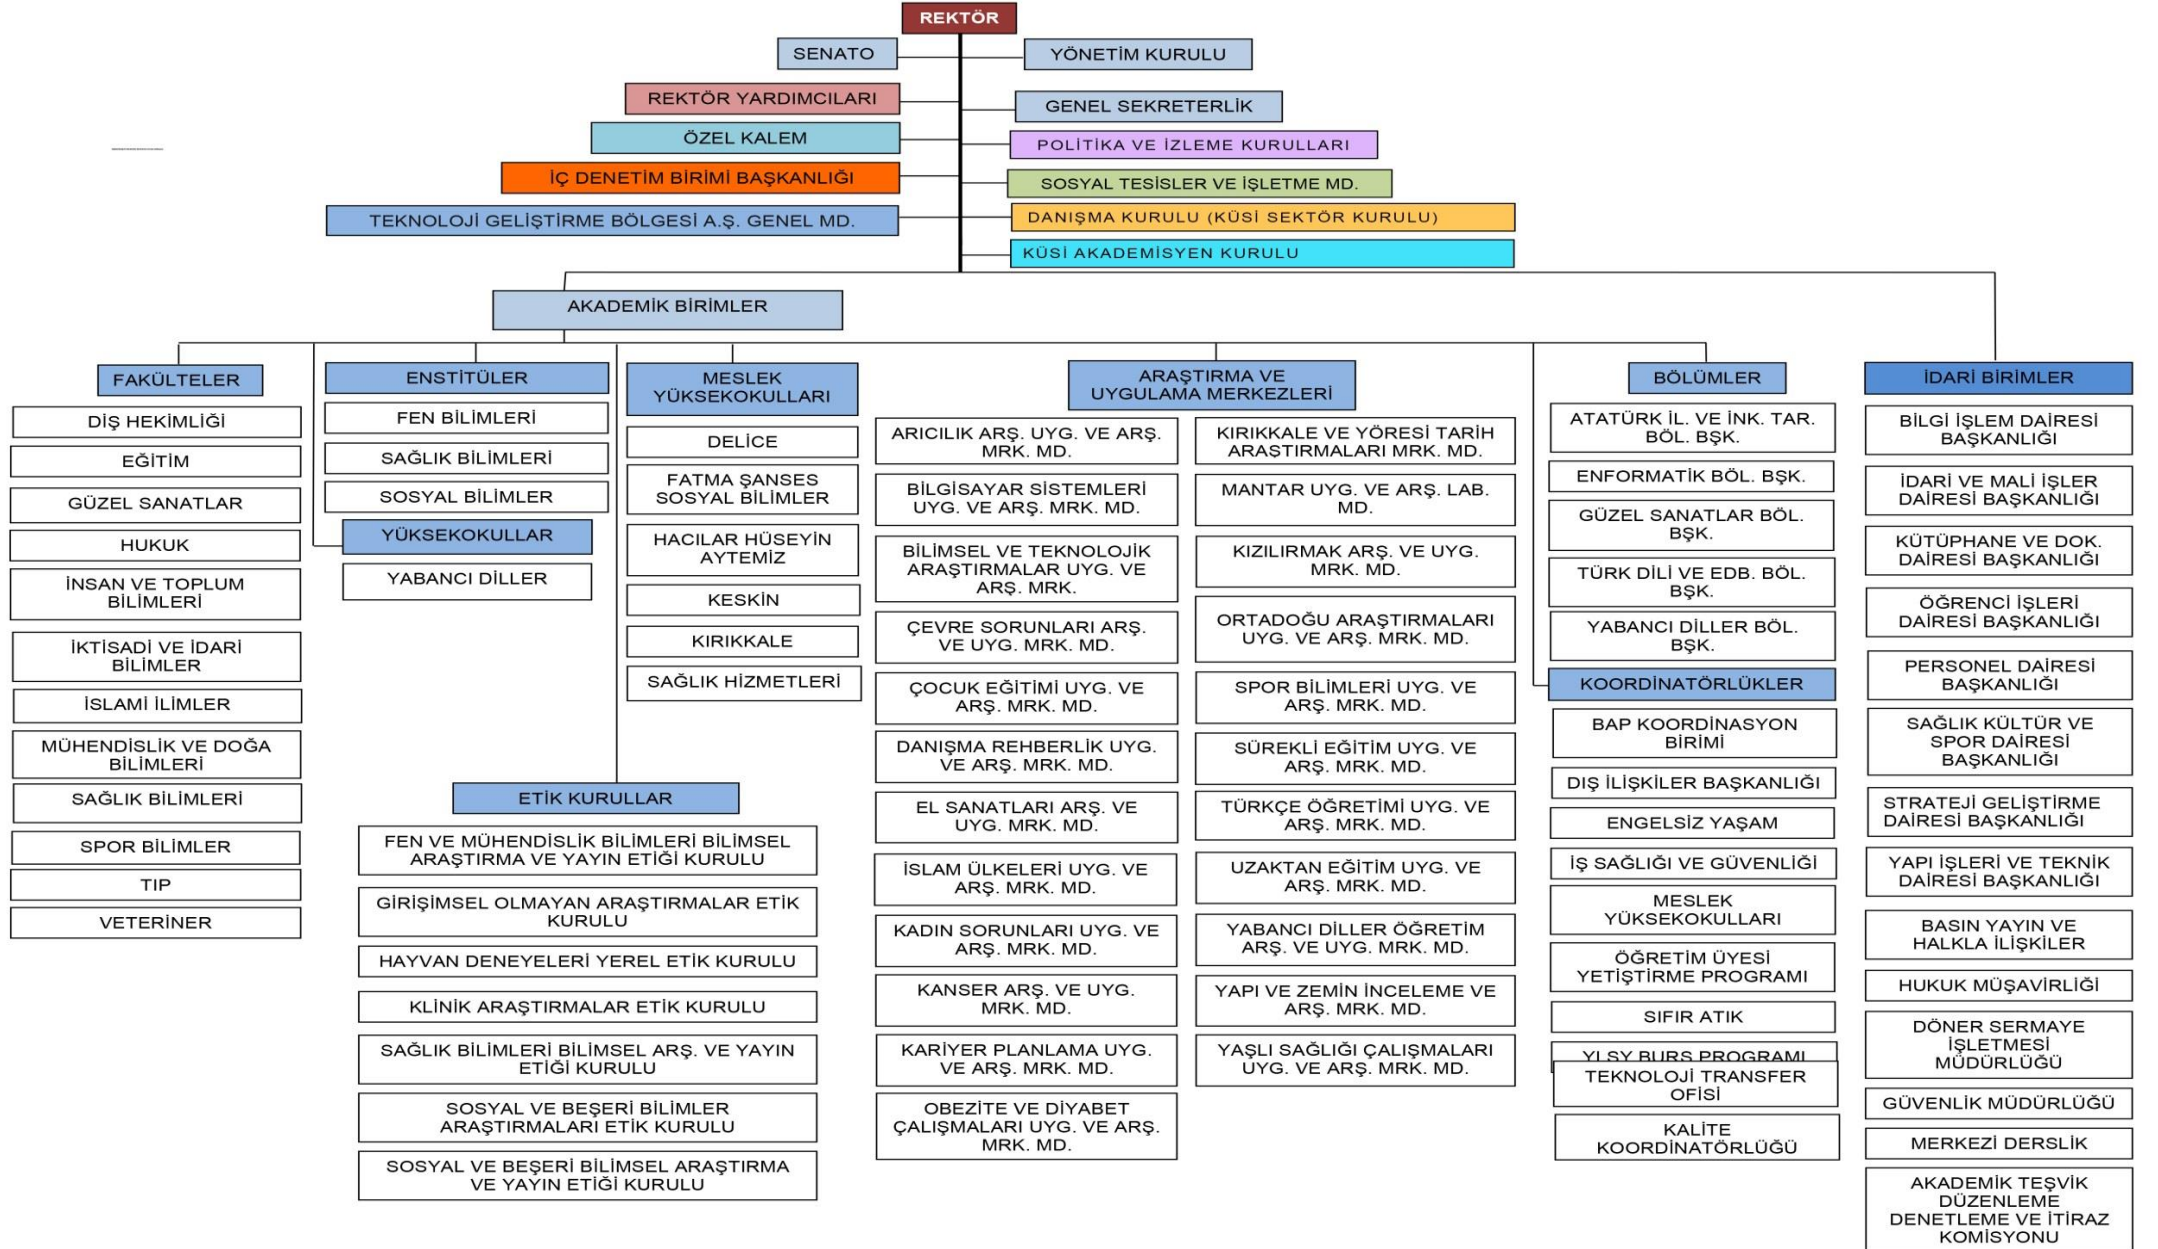 REKTÖR
SENATO
YÖNETİM KURULU
REKTÖR YARDIMCILARI
GENEL SEKRETERLİK
ÖZEL KALEM
POLİTİKA VE İZLEME KURULLARI
İÇ DENETİM BİRİMİ BAŞKANLIĞI
SOSYAL TESİSLER VE İŞLETME MD.
TEKNOLOJİ GELİŞTİRME BÖLGESİ A.Ş. GENEL MD.
DANIŞMA KURULU (KÜSİ SEKTÖR KURULU)
KÜSİ AKADEMİSYEN KURULU
AKADEMİK BİRİMLER
FAKÜLTELER
DİŞ HEKİMLİĞİ
EĞİTİM
GÜZEL SANATLAR
HUKUK
İNSAN VE TOPLUM
BİLİMLERİ
İKTİSADİ VE İDARİ
BİLİMLER
İSLAMİ İLİMLER
MÜHENDİSLİK VE DOĞA
BİLİMLERİ
SAĞLIK BİLİMLERİ
SPOR BİLİMLER
TIP
VETERİNER
ENSTİTÜLER
FEN BİLİMLERİ
SAĞLIK BİLİMLERİ
SOSYAL BİLİMLER
YÜKSEKOKULLAR
YABANCI DİLLER
MESLEK
YÜKSEKOKULLARI
DELİCE
FATMA ŞANSES
SOSYAL BİLİMLER
HACILAR HÜSEYİN
AYTEMİZ
KESKİN
KIRIKKALE
SAĞLIK HİZMETLERİ
ETİK KURULLAR
FEN VE MÜHENDİSLİK BİLİMLERİ BİLİMSEL
ARAŞTIRMA VE YAYIN ETİĞİ KURULU
GİRİŞİMSEL OLMAYAN ARAŞTIRMALAR ETİK
KURULU
HAYVAN DENEYELERİ YEREL ETİK KURULU
KLİNİK ARAŞTIRMALAR ETİK KURULU
SAĞLIK BİLİMLERİ BİLİMSEL ARŞ. VE YAYIN
ETİĞİ KURULU
SOSYAL VE BEŞERİ BİLİMLER
ARAŞTIRMALARI ETİK KURULU
SOSYAL VE BEŞERİ BİLİMSEL ARAŞTIRMA
VE YAYIN ETİĞİ KURULU
ARAŞTIRMA VE
UYGULAMA MERKEZLERİ
ARICILIK ARŞ. UYG. VE ARŞ.
MRK. MD.
BİLGİSAYAR SİSTEMLERİ
UYG. VE ARŞ. MRK. MD.
BİLİMSEL VE TEKNOLOJİK
ARAŞTIRMALAR UYG. VE
ARŞ. MRK.
ÇEVRE SORUNLARI ARŞ.
VE UYG. MRK. MD.
ÇOCUK EĞİTİMİ UYG. VE
ARŞ. MRK. MD.
DANIŞMA REHBERLİK UYG.
VE ARŞ. MRK. MD.
EL SANATLARI ARŞ. VE
UYG. MRK. MD.
İSLAM ÜLKELERİ UYG. VE
ARŞ. MRK. MD.
KADIN SORUNLARI UYG. VE
ARŞ. MRK. MD.
KANSER ARŞ. VE UYG.
MRK. MD.
KARİYER PLANLAMA UYG.
VE ARŞ. MRK. MD.
OBEZİTE VE DİYABET
ÇALIŞMALARI UYG. VE ARŞ.
MRK. MD.
KIRIKKALE VE YÖRESİ TARİH
ARAŞTIRMALARI MRK. MD.
MANTAR UYG. VE ARŞ. LAB.
MD.
KIZILIRMAK ARŞ. VE UYG.
MRK. MD.
ORTADOĞU ARAŞTIRMALARI
UYG. VE ARŞ. MRK. MD.
SPOR BİLİMLERİ UYG. VE
ARŞ. MRK. MD.
SÜREKLİ EĞİTİM UYG. VE
ARŞ. MRK. MD.
TÜRKÇE ÖĞRETİMİ UYG. VE
ARŞ. MRK. MD.
UZAKTAN EĞİTİM UYG. VE
ARŞ. MRK. MD.
YABANCI DİLLER ÖĞRETİM
ARŞ. VE UYG. MRK. MD.
YAPI VE ZEMİN İNCELEME VE
ARŞ. MRK. MD.
YAŞLI SAĞLIĞI ÇALIŞMALARI
UYG. VE ARŞ. MRK. MD.
BÖLÜMLER
ATATÜRK İL. VE İNK. TAR.
BÖL. BŞK.
ENFORMATİK BÖL. BŞK.
GÜZEL SANATLAR BÖL.
BŞK.
TÜRK DİLİ VE EDB. BÖL.
BŞK.
YABANCI DİLLER BÖL.
BŞK.
KOORDİNATÖRLÜKLER
BAP KOORDİNASYON
BİRİMİ
DIŞ İLİŞKİLER BAŞKANLIĞI
ENGELSİZ YAŞAM
İŞ SAĞLIĞI VE GÜVENLİĞİ
MESLEK
YÜKSEKOKULLARI
ÖĞRETİM ÜYESİ
YETİŞTİRME PROGRAMI
SIFIR ATIK
YLSY BURS PROGRAMI
TEKNOLOJİ TRANSFER
OFİSİ
KALİTE
KOORDİNATÖRLÜĞÜ
İDARİ BİRİMLER
BİLGİ İŞLEM DAİRESİ
BAŞKANLIĞI
İDARİ VE MALİ İŞLER
DAİRESİ BAŞKANLIĞI
KÜTÜPHANE VE DOK.
DAİRESİ BAŞKANLIĞI
ÖĞRENCİ İŞLERİ
DAİRESİ BAŞKANLIĞI
PERSONEL DAİRESİ
BAŞKANLIĞI
SAĞLIK KÜLTÜR VE
SPOR DAİRESİ
BAŞKANLIĞI
STRATEJİ GELİŞTİRME
DAİRESİ BAŞKANLIĞI
YAPI İŞLERİ VE TEKNİK
DAİRESİ BAŞKANLIĞI
BASIN YAYIN VE
HALKLA İLİŞKİLER
HUKUK MÜŞAVİRLİĞİ
DÖNER SERMAYE
İŞLETMESİ
MÜDÜRLÜĞÜ
GÜVENLİK MÜDÜRLÜĞÜ
MERKEZİ DERSLİK
AKADEMİK TEŞVİK
DÜZENLEME
DENETLEME VE İTİRAZ
KOMİSYONU